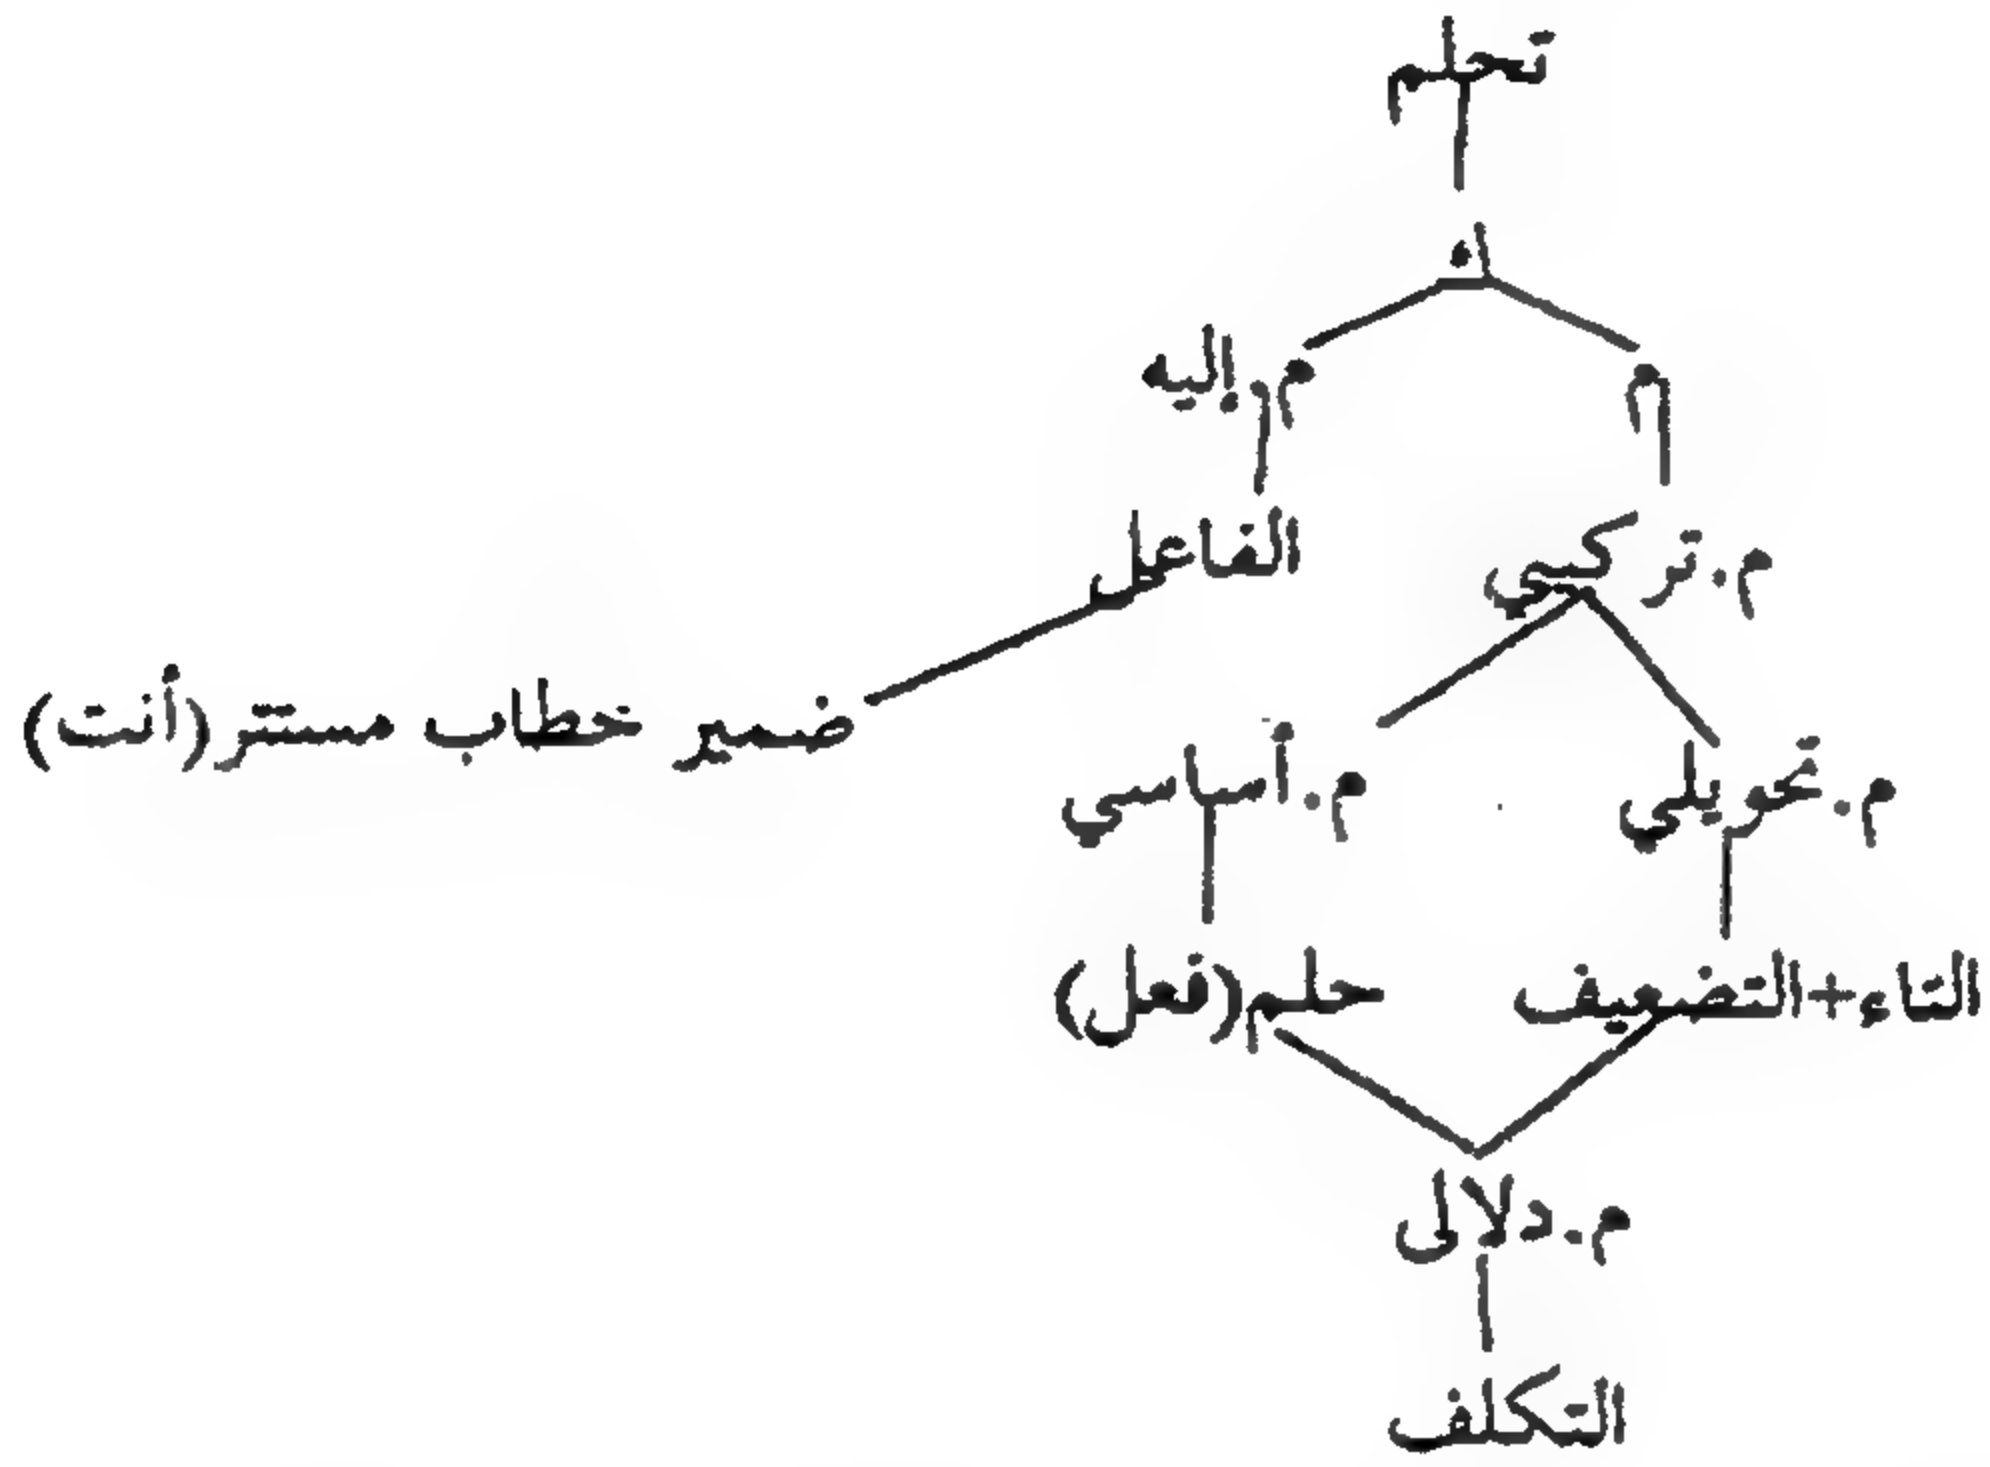 تحلم
ك
م م.إليه
م.تركيبي الفاعل
ضمير خطاب مستتر(أنت)
م.تحويلي م.أساسي
التاء+التضعيف حلم(فعل)
م.دلالي
التكلف